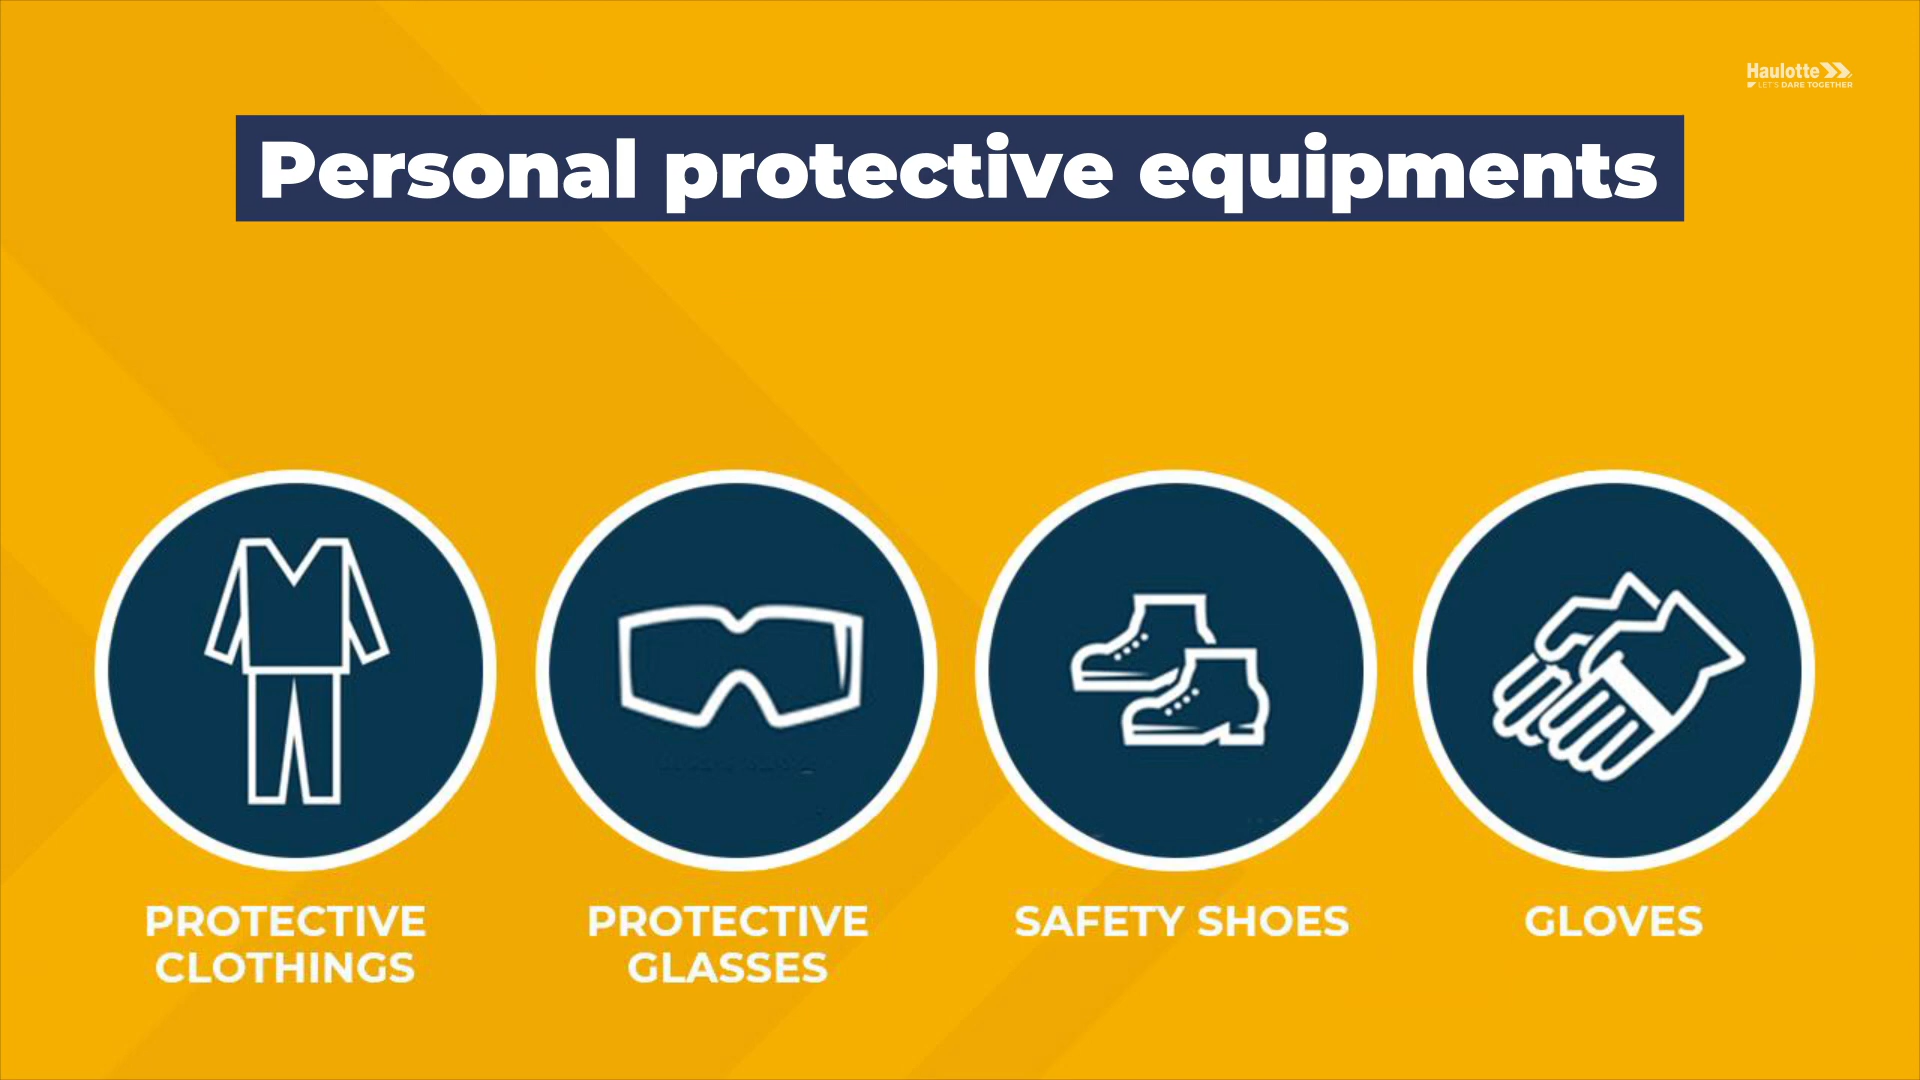 Haulotte
LET'S DARE TOGETHER
Personal protective equipments
PROTECTIVE
CLOTHINGS
PROTECTIVE
GLASSES
SAFETY SHOES
GLOVES